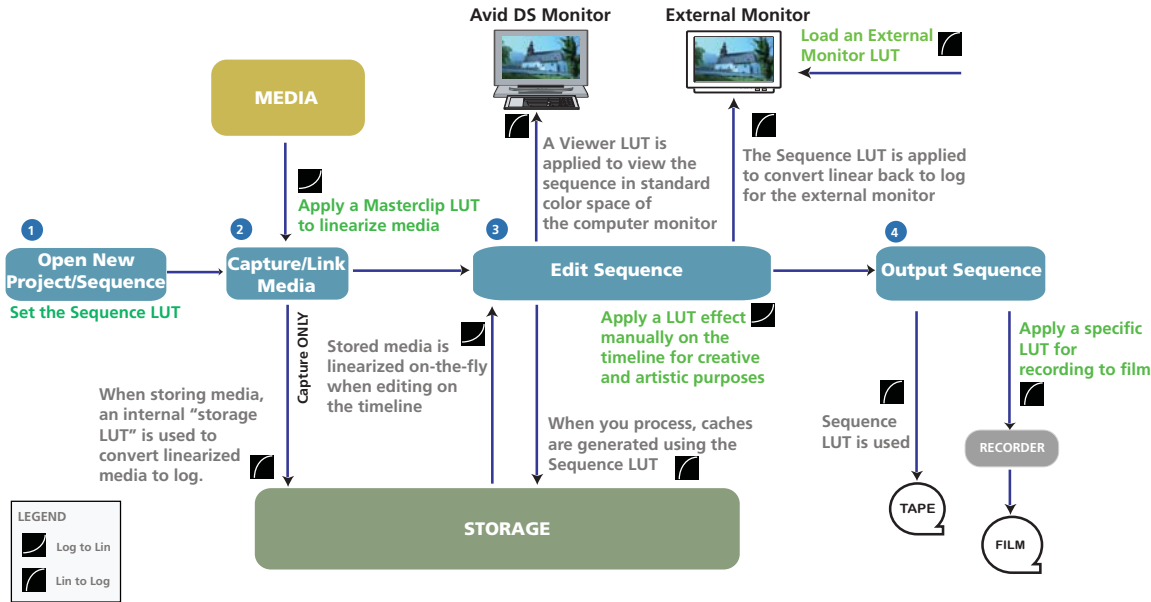 Avid DS Monitor
External Monitor
Load an External
Monitor LUT
MEDIA
A Viewer LUT is
applied to view the
sequence in standard
color space of
the computer monitor
The Sequence LUT is applied
to convert linear back to log
for the external monitor
Apply a Masterclip LUT
to linearize media
1
Open New
Project/Sequence
Set the Sequence LUT
2
Capture/Link
Media
3
Edit Sequence
4
Output Sequence
Capture ONLY
Stored media is
linearized on-the-fly
when editing on
the timeline
Apply a LUT effect
manually on the
timeline for creative
and artistic purposes
Apply a specific
LUT for
recording to film
When storing media,
an internal “storage
LUT” is used to
convert linearized
media to log.
When you process, caches
are generated using the
Sequence LUT
Sequence
LUT is used
RECORDER
STORAGE
TAPE
FILM
LEGEND
Log to Lin
Lin to Log